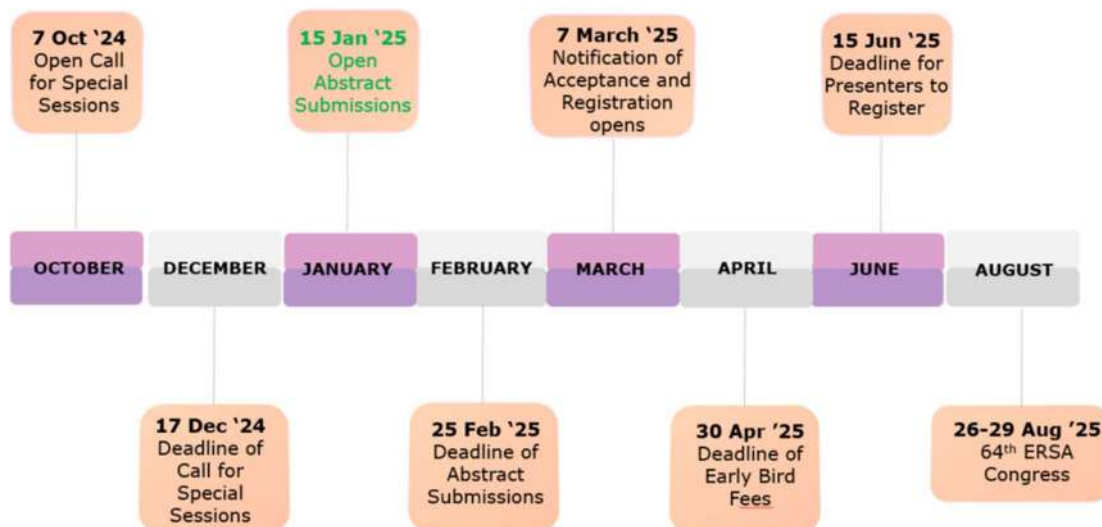 7 Oct ‘24
Open Call
for Special
Sessions
15 Jan ‘25
Open
Abstract
Submissions
7 March ‘25
Notification of
Acceptance and
Registration
opens
15 Jun ‘25
Deadline for
Presenters to
Register
OCTOBER
DECEMBER
JANUARY
FEBRUARY
MARCH
APRIL
JUNE
AUGUST
17 Dec ‘24
Deadline of
Call for
Special
Sessions
25 Feb ‘25
Deadline of
Abstract
Submissions
30 Apr ’25
Deadline of
Early Bird
Fees
26-29 Aug ’25
64th ERSA
Congress